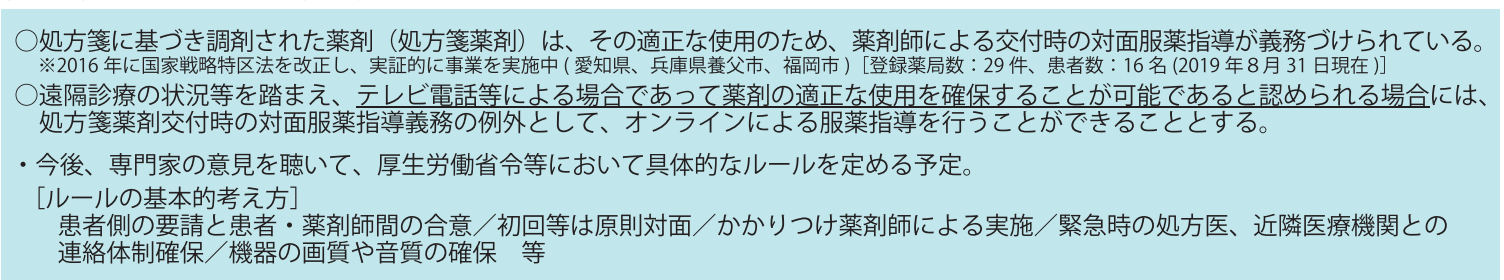 ○処方箋に基づき調剤された薬剤（処方箋薬剤）は、その適正な使用のため、薬剤師による交付時の対面服薬指導が義務づけられている。
※2016 年に国家戦略特区法を改正し、実証的に事業を実施中 ( 愛知県、兵庫県養父市、福岡市 )［登録薬局数：29 件、患者数：16 名 (2019 年８月 31 日現在 )］
○遠隔診療の状況等を踏まえ、テレビ電話等による場合であって薬剤の適正な使用を確保することが可能であると認められる場合には、
処方箋薬剤交付時の対面服薬指導義務の例外として、オンラインによる服薬指導を行うことができることとする。
・今後、専門家の意見を聴いて、厚生労働省令等において具体的なルールを定める予定。
［ルールの基本的考え方］
患者側の要請と患者・薬剤師間の合意／初回等は原則対面／かかりつけ薬剤師による実施／緊急時の処方医、近隣医療機関との
連絡体制確保／機器の画質や音質の確保　等